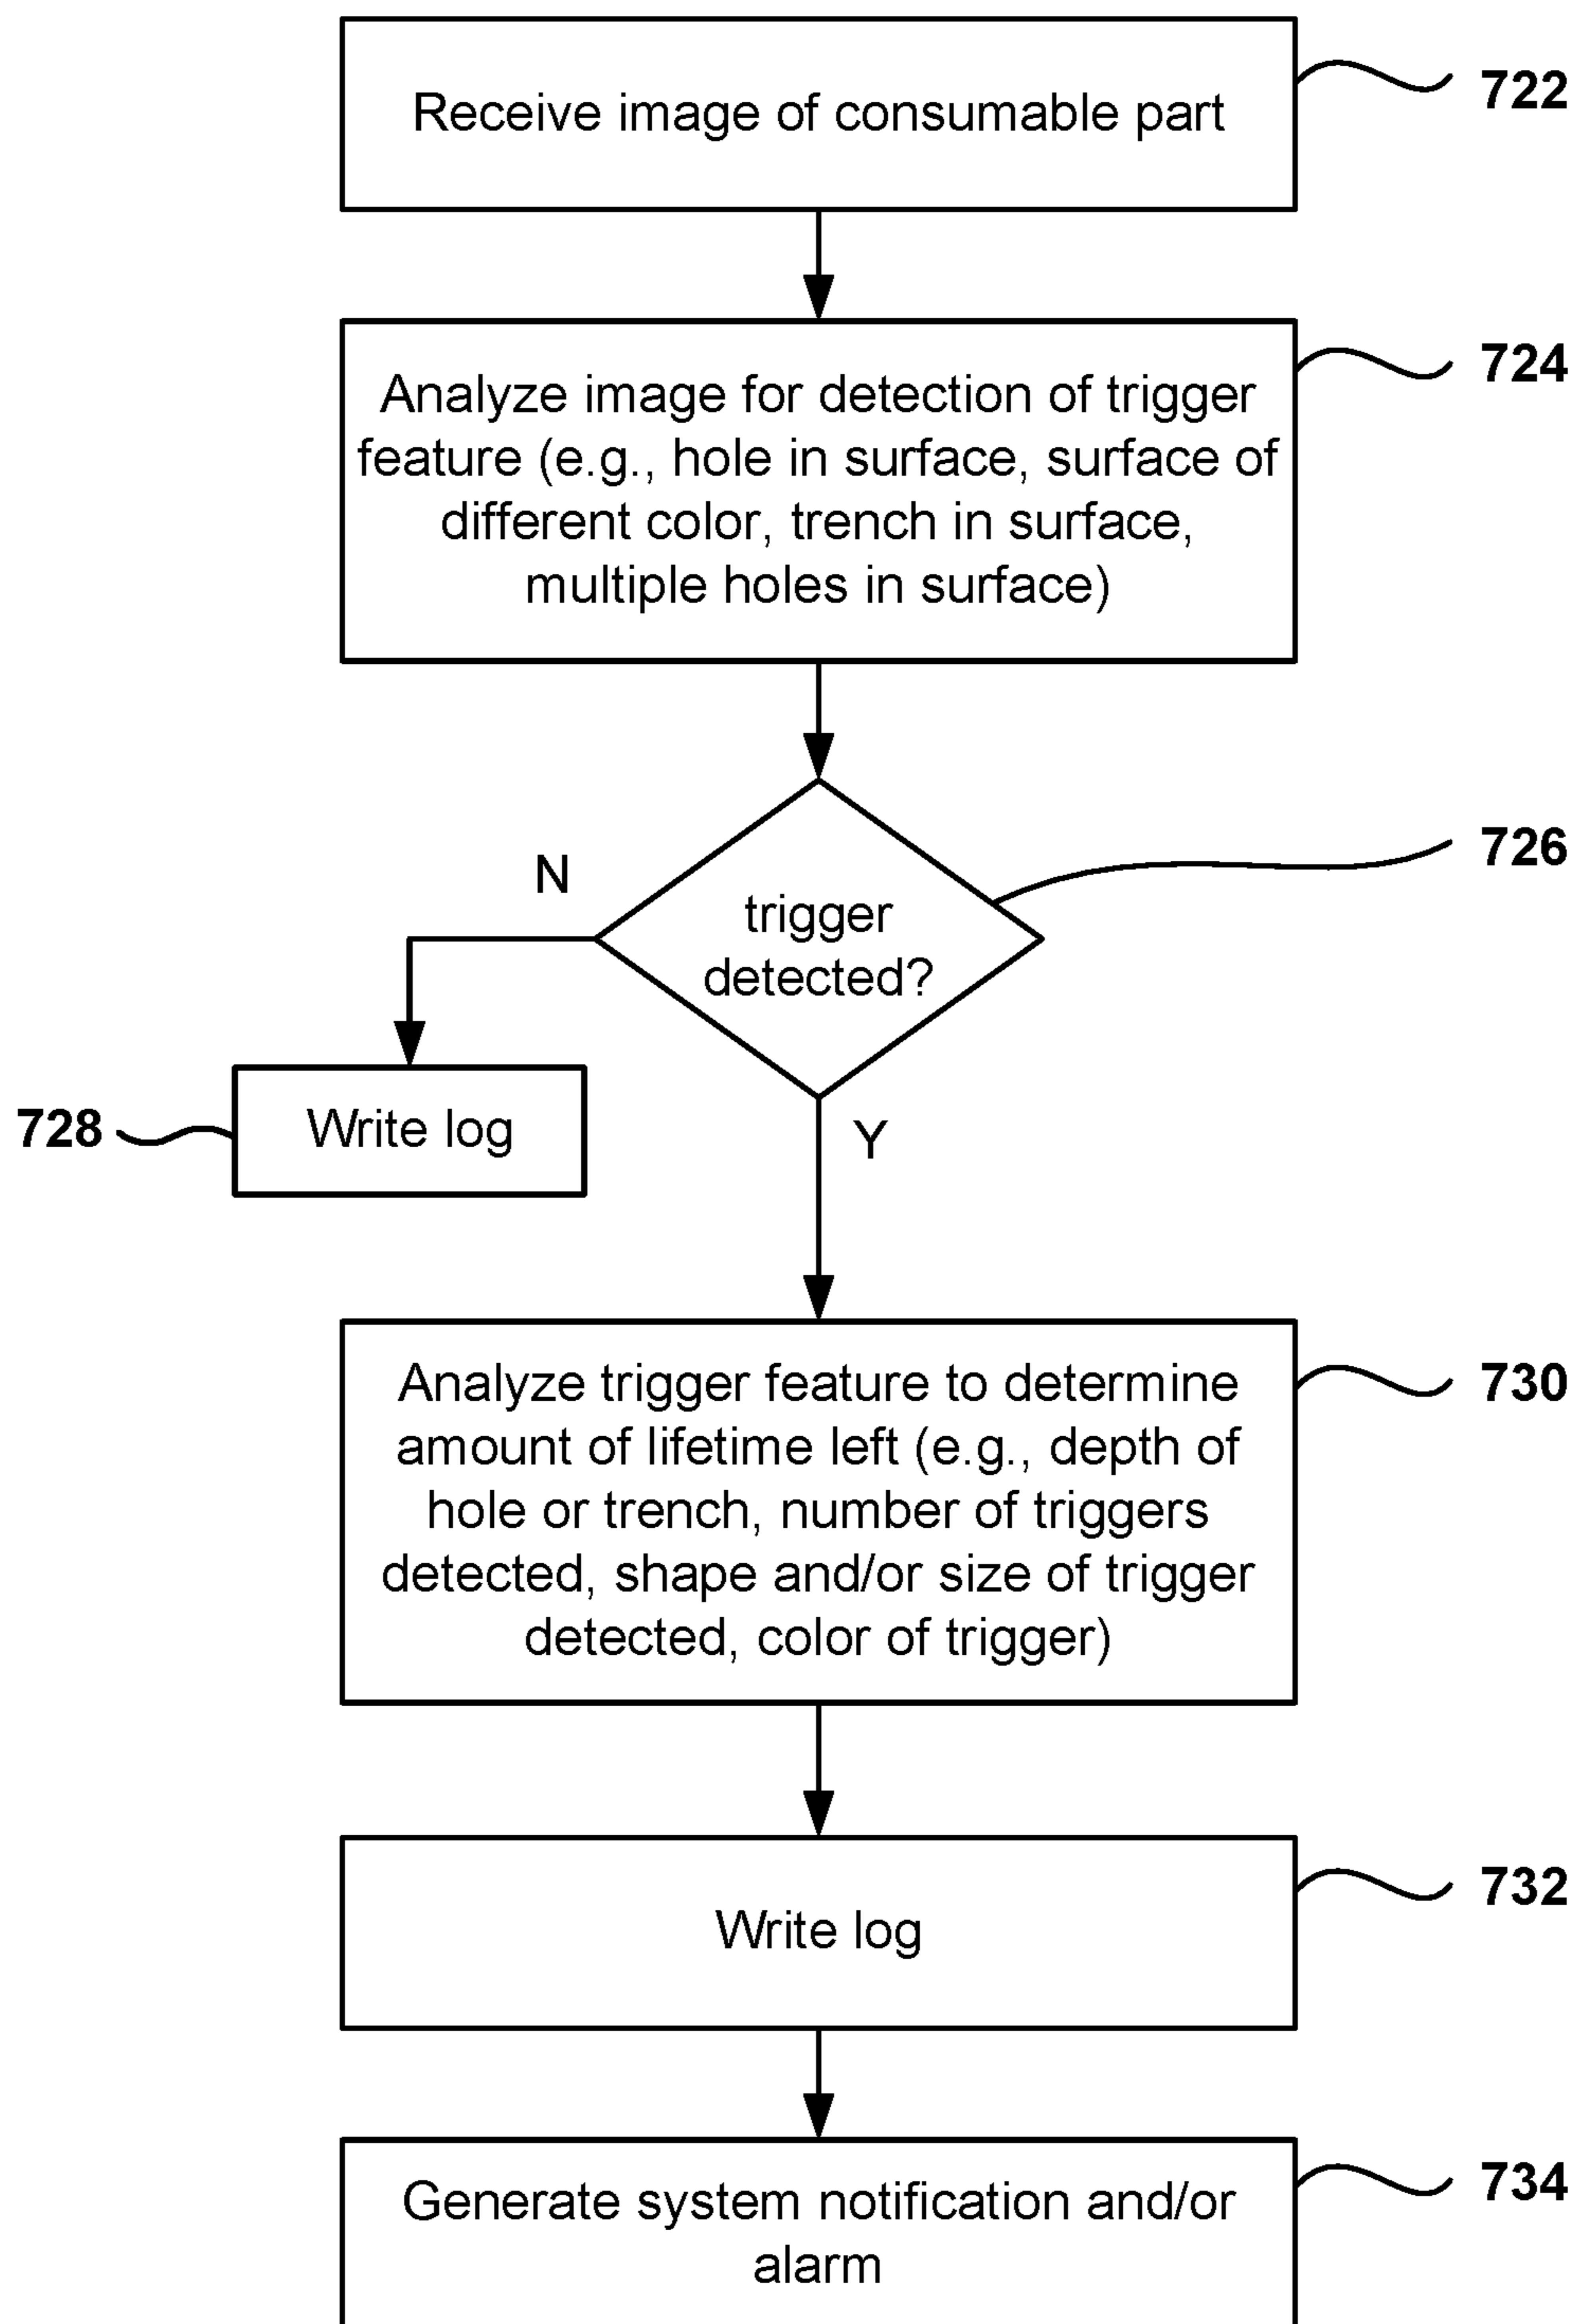 Receive image of consumable part
722
Analyze image for detection of trigger
feature (e.g., hole in surface, surface of
different color, trench in surface,
multiple holes in surface)
724
trigger
detected?
726
N
Write log
728
Y
Analyze trigger feature to determine
amount of lifetime left (e.g., depth of
hole or trench, number of triggers
detected, shape and/or size of trigger
detected, color of trigger)
730
Write log
732
Generate system notification and/or
alarm
734